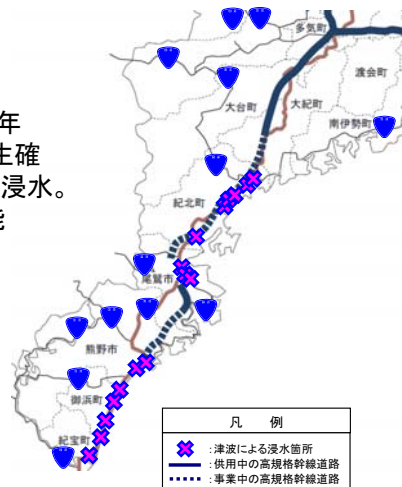 年
生確
浸水。
能
多気町
度会町
大台町
大紀町
南伊勢町
紀北町
尾鷲市
熊野市
御浜町
紀宝町
凡 例
:津波による浸水箇所
:供用中の高規格幹線道路
:事業中の高規格幹線道路